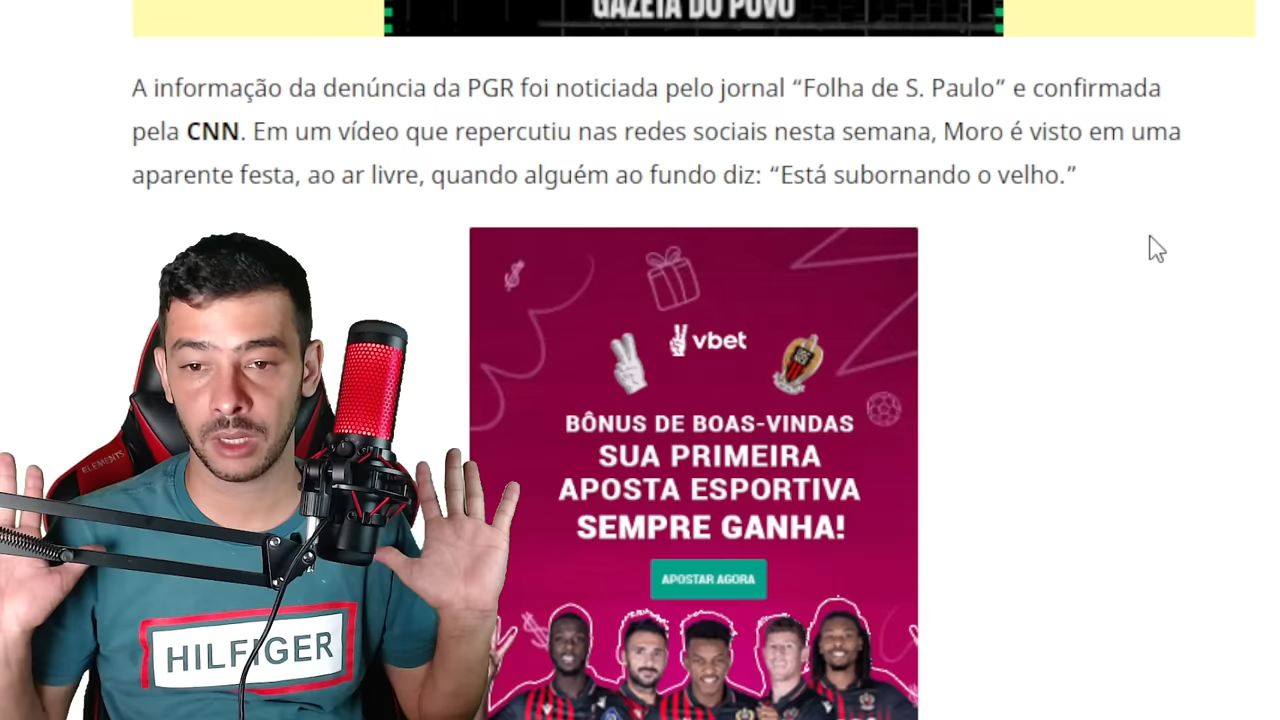 GAZETA DO POVO
A informação da denúncia da PGR foi noticiada pelo jornal “Folha de S. Paulo” e confirmada
pela CNN. Em um vídeo que repercutiu nas redes sociais nesta semana, Moro é visto em uma
aparente festa, ao ar livre, quando alguém ao fundo diz: “Está subornando o velho.”
vbet
BÔNUS DE BOAS-VINDAS
SUA PRIMEIRA
APOSTA ESPORTIVA
SEMPRE GANHA!
APOSTAR AGORA
ELEMENTS
HILFIGER